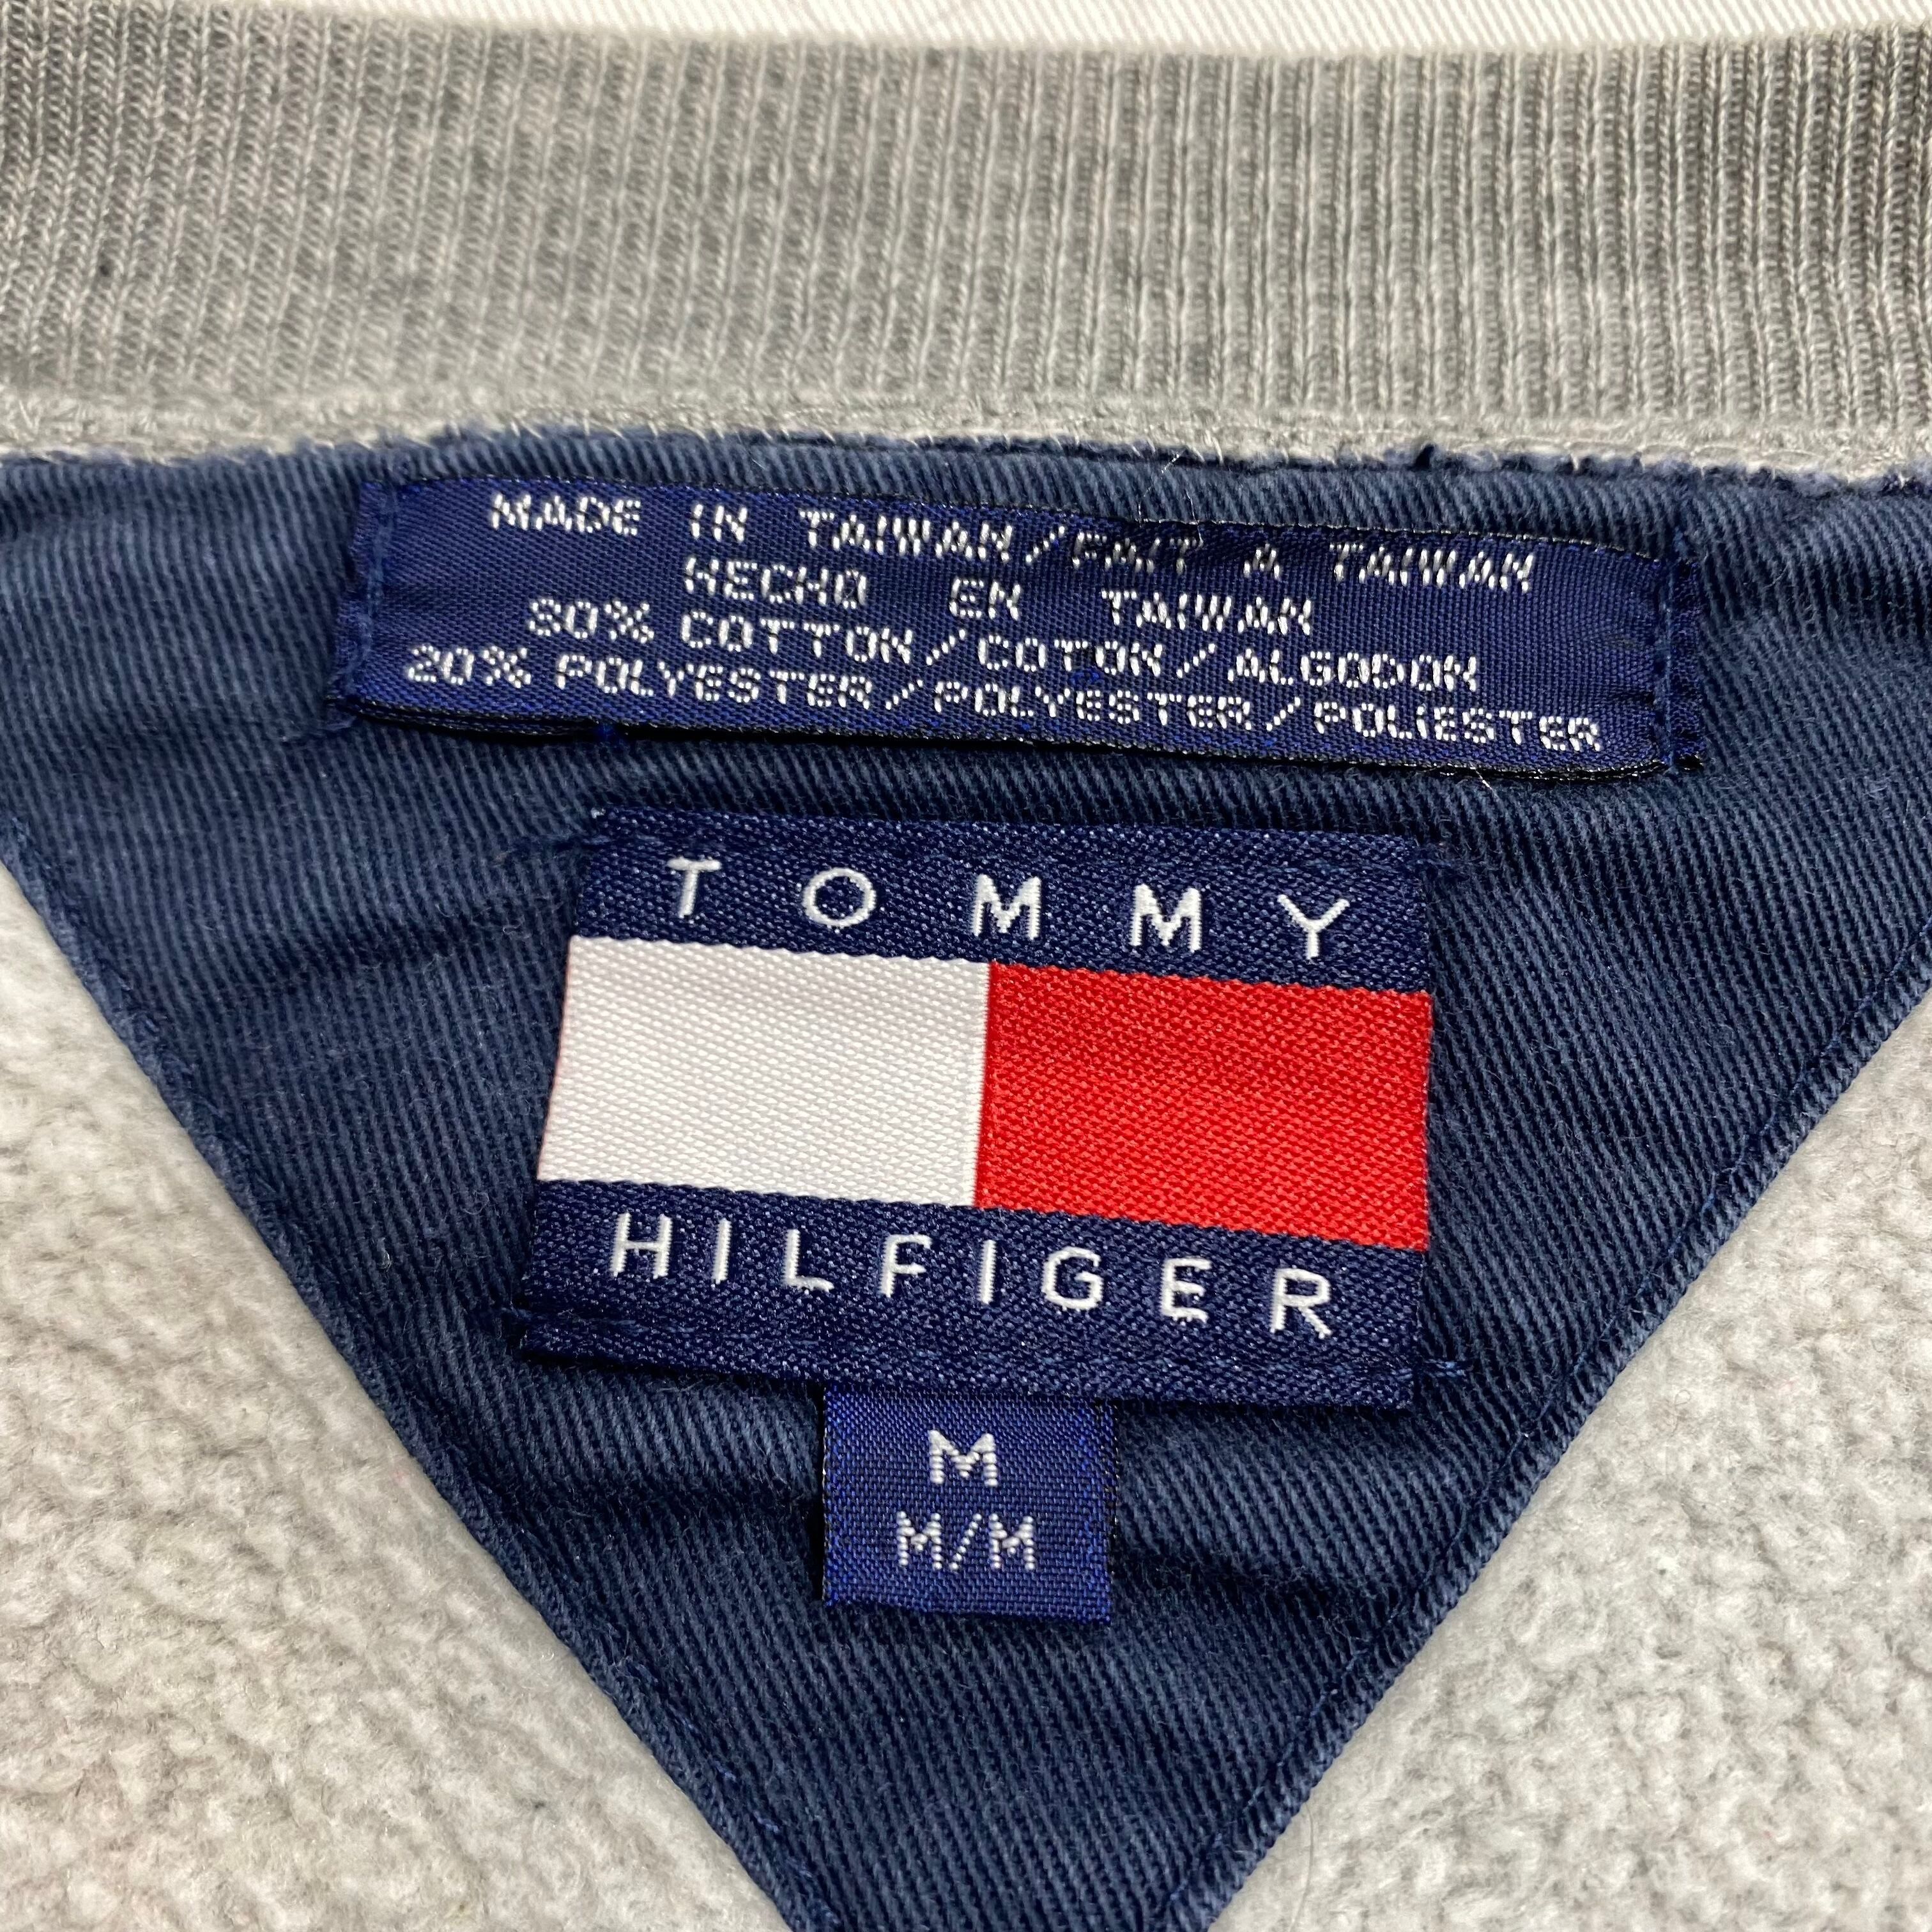 MADE IN TAIWAN/FAIT A TAIWAN
HECHO EN TAIWAN
80% COTTON/COTON/ALGODON
20% POLYESTER/POLYESTER/POLIESTER
TOMMY
HILFIGER
M
M/M